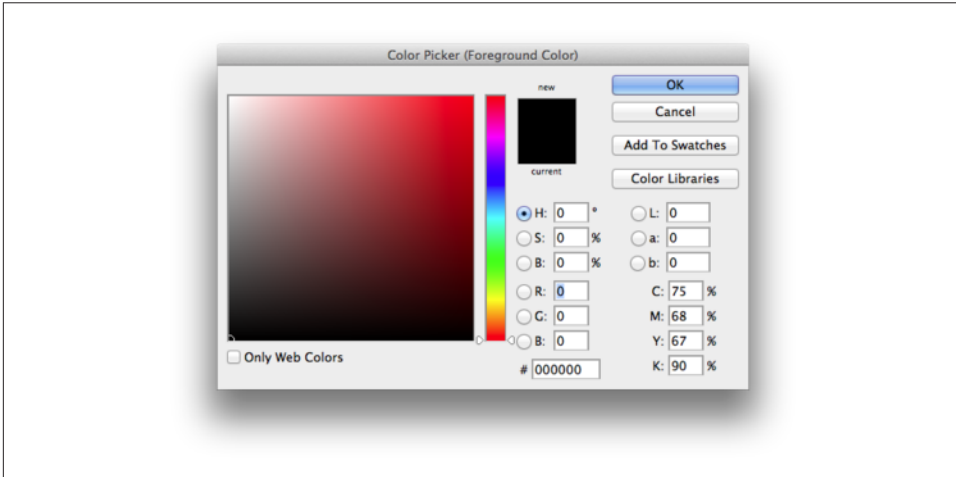 Color Picker (Foreground Color)
new
current
OK
Cancel
Add To Swatches
Color Libraries
H: 0 °
S: 0 %
B: 0 %
R: 0
G: 0
B: 0
# 000000
L: 0
a: 0
b: 0
C: 75 %
M: 68 %
Y: 67 %
K: 90 %
Only Web Colors